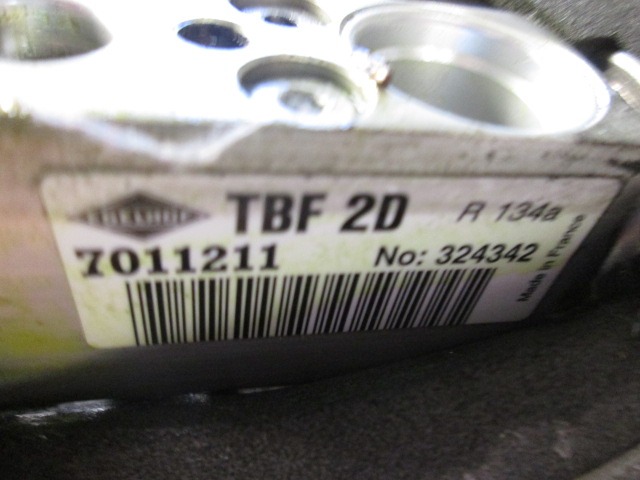 TBF 2D R 134a
7011211 No: 324342
Made in France